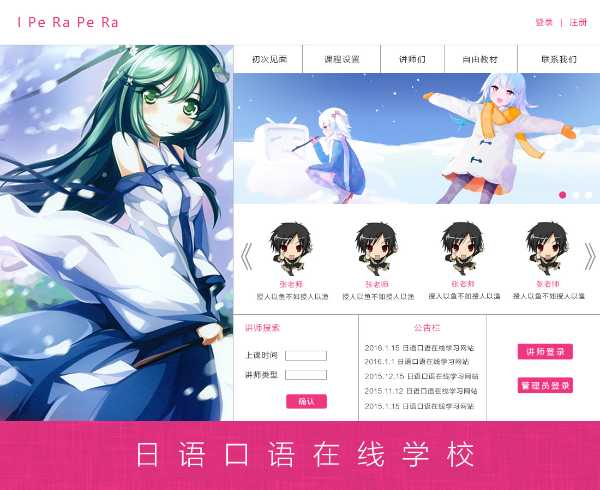 I Pe Ra Pe Ra
登录 | 注册
初次见面 课程设置 讲师们 自由教材 联系我们
张老师 张老师 张老师 张老师
授人以鱼不如授人以渔 授人以鱼不如授人以渔 授人以鱼不如授人以渔 授人以鱼不如授人以渔
讲师搜索
上课时间
讲师类型
确认
公告栏
2016.1.15 日语口语在线学习网站
2016.1.1 日语口语在线学习网站
2015.12.15 日语口语在线学习网站
2015.11.12 日语口语在线学习网站
2015.1.15 日语口语在线学习网站
讲师登录
管理员登录
日语口语在线学校